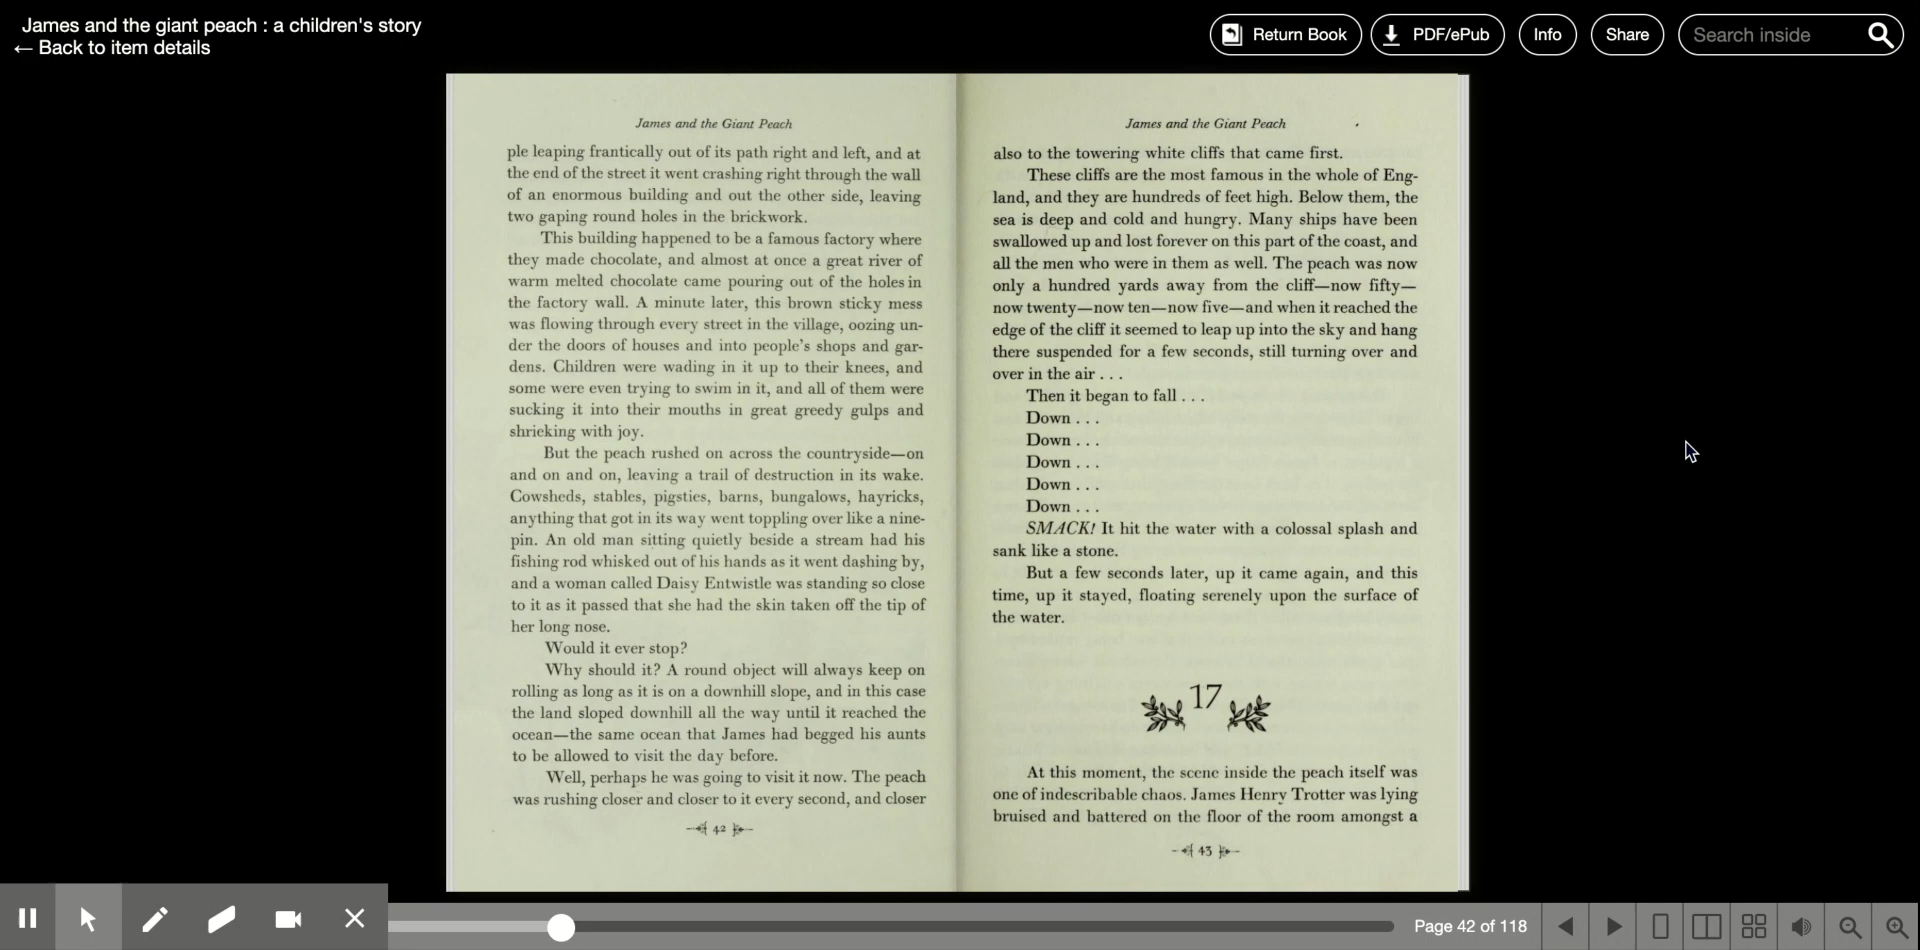 James and the giant peach : a children's story
← Back to item details
Return Book
PDF/ePub
Info
Share
Search inside
James and the Giant Peach
ple leaping frantically out of its path right and left, and at
the end of the street it went crashing right through the wall
of an enormous building and out the other side, leaving
two gaping round holes in the brickwork.
This building happened to be a famous factory where
they made chocolate, and almost at once a great river of
warm melted chocolate came pouring out of the holes in
the factory wall. A minute later, this brown sticky mess
was flowing through every street in the village, oozing un-
der the doors of houses and into people's shops and gar-
dens. Children were wading in it up to their knees, and
some were even trying to swim in it, and all of them were
sucking it into their mouths in great greedy gulps and
shrieking with joy.
But the peach rushed on across the countryside—on
and on and on, leaving a trail of destruction in its wake.
Cowsheds, stables, pigsties, barns, bungalows, hayricks,
anything that got in its way went toppling over like a nine-
pin. An old man sitting quietly beside a stream had his
fishing rod whisked out of his hands as it went dashing by,
and a woman called Daisy Entwistle was standing so close
to it as it passed that she had the skin taken off the tip of
her long nose.
Would it ever stop?
Why should it? A round object will always keep on
rolling as long as it is on a downhill slope, and in this case
the land sloped downhill all the way until it reached the
ocean—the same ocean that James had begged his aunts
to be allowed to visit the day before.
Well, perhaps he was going to visit it now. The peach
was rushing closer and closer to it every second, and closer
42
James and the Giant Peach
also to the towering white cliffs that came first.
These cliffs are the most famous in the whole of Eng-
land, and they are hundreds of feet high. Below them, the
sea is deep and cold and hungry. Many ships have been
swallowed up and lost forever on this part of the coast, and
all the men who were in them as well. The peach was now
only a hundred yards away from the cliff—now fifty—
now twenty—now ten—now five—and when it reached the
edge of the cliff it seemed to leap up into the sky and hang
there suspended for a few seconds, still turning over and
over in the air . . .
Then it began to fall . . .
Down . . .
Down . . .
Down . . .
Down . . .
Down . . .
SMACK! It hit the water with a colossal splash and
sank like a stone.
But a few seconds later, up it came again, and this
time, up it stayed, floating serenely upon the surface of
the water.
17
At this moment, the scene inside the peach itself was
one of indescribable chaos. James Henry Trotter was lying
bruised and battered on the floor of the room amongst a
43
Page 42 of 118